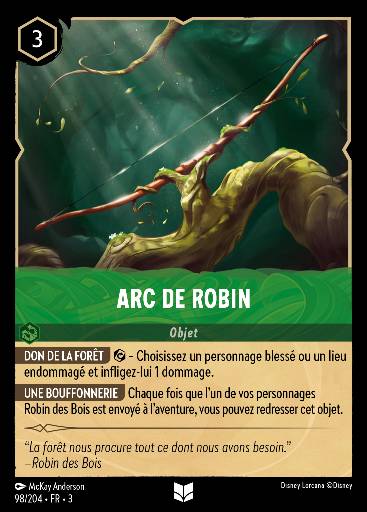 3
ARC DE ROBIN
Objet
DON DE LA FORÊT - Choisissez un personnage blessé ou un lieu
endommagé et infligez-lui 1 dommage.
UNE BOUFFONNERIE Chaque fois que l'un de vos personnages
Robin des Bois est envoyé à l'aventure, vous pouvez redresser cet objet.
"La forêt nous procure tout ce dont nous avons besoin."
–Robin des Bois
McKay Anderson
Disney Lorcana ©Disney
98/204 • FR • 3